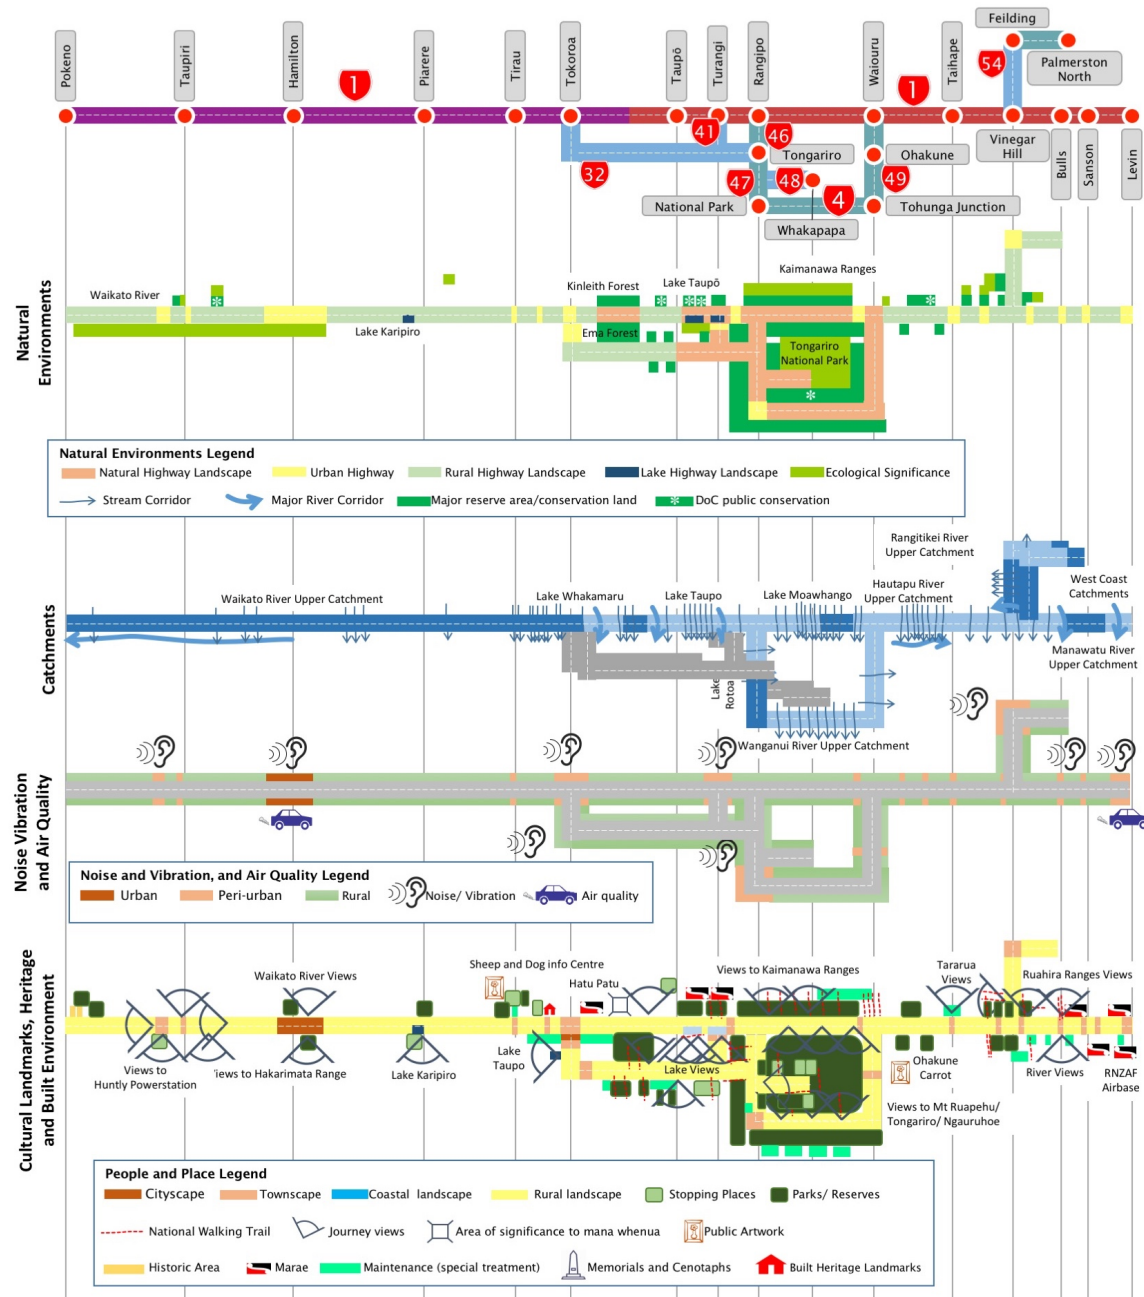 Feilding
Pokeno
Taupiri
Hamilton
Piarere
Tirau
Tokoroa
Taupō
Turangi
Rangipo
Waiouru
Taihape
54
Palmerston
North
1
1
41
46
32
Tongariro
Ohakune
Vinegar
Hill
Bulls
Sanson
Levin
47
48
4
49
National Park
Whakapapa
Tohunga Junction
Natural
Environments
Waikato River
Lake Karipiro
Kinleith Forest
Lake Taupō
Kaimanawa Ranges
Ema Forest
Tongariro
National Park
Natural Environments Legend
Natural Highway Landscape
Urban Highway
Rural Highway Landscape
Lake Highway Landscape
Ecological Significance
Stream Corridor
Major River Corridor
Major reserve area/conservation land
DoC public conservation
Catchments
Waikato River Upper Catchment
Lake Whakamaru
Lake Taupo
Lake Moawhango
Hautapu River
Upper Catchment
Rangitikei River
Upper Catchment
West Coast
Catchments
Manawatu River
Upper Catchment
Lake
Rotoa
Wanganui River Upper Catchment
Noise Vibration
and Air Quality
Noise and Vibration, and Air Quality Legend
Urban
Peri-urban
Rural
Noise/ Vibration
Air quality
Cultural Landmarks, Heritage
and Built Environment
Waikato River Views
Sheep and Dog info Centre
Hatu Patu
Views to Kaimanawa Ranges
Tararua
Views
Ruahira Ranges Views
Views to
Huntly Powerstation
Views to Hakarimata Range
Lake Karipiro
Lake
Taupo
Lake Views
Ohakune
Carrot
River Views
RNZAF
Airbase
Views to Mt Ruapehu/
Tongariro/ Ngauruhoe
People and Place Legend
Cityscape
Townscape
Coastal landscape
Rural landscape
Stopping Places
Parks/ Reserves
National Walking Trail
Journey views
Area of significance to mana whenua
Public Artwork
Historic Area
Marae
Maintenance (special treatment)
Memorials and Cenotaphs
Built Heritage Landmarks